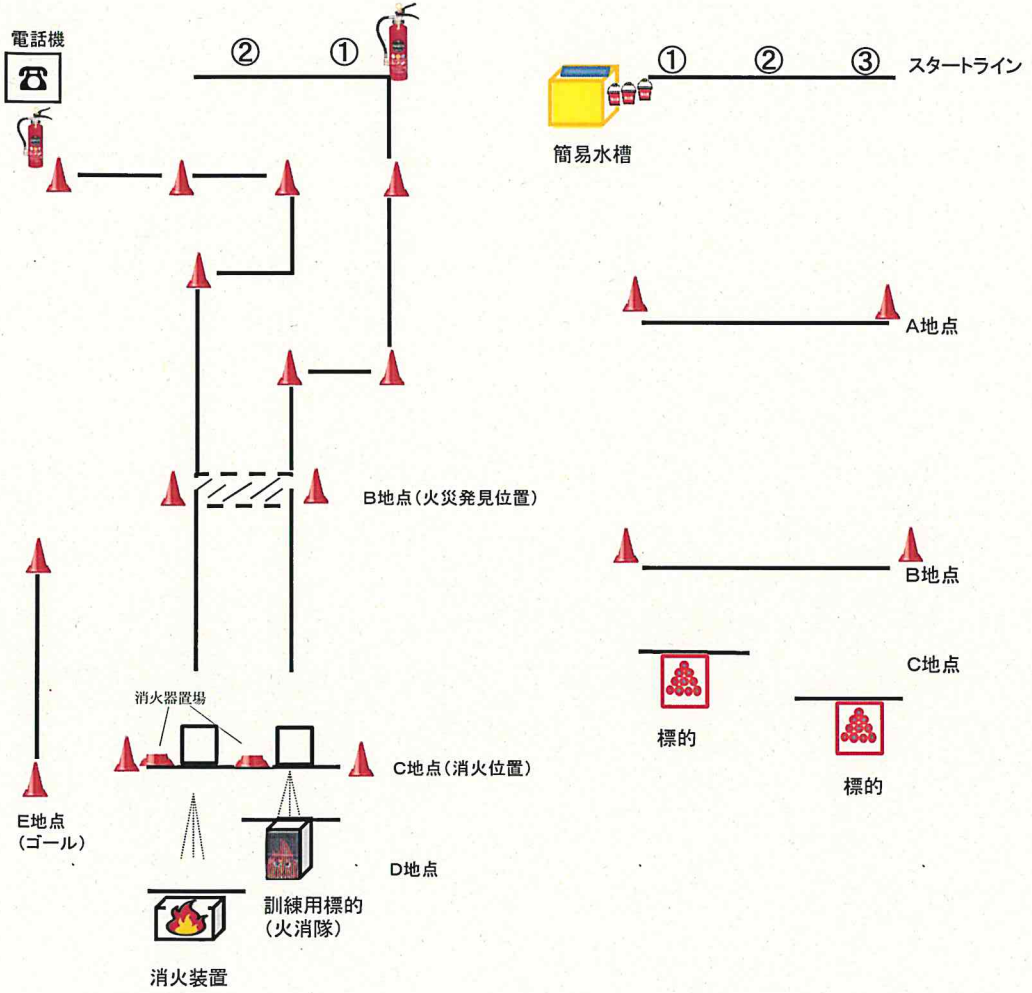 電話機
② ①
① ② ③ スタートライン
簡易水槽
A地点
B地点(火災発見位置)
B地点
C地点
標的
標的
消火器置場
C地点(消火位置)
E地点
(ゴール)
D地点
訓練用標的
(火消隊)
消火装置